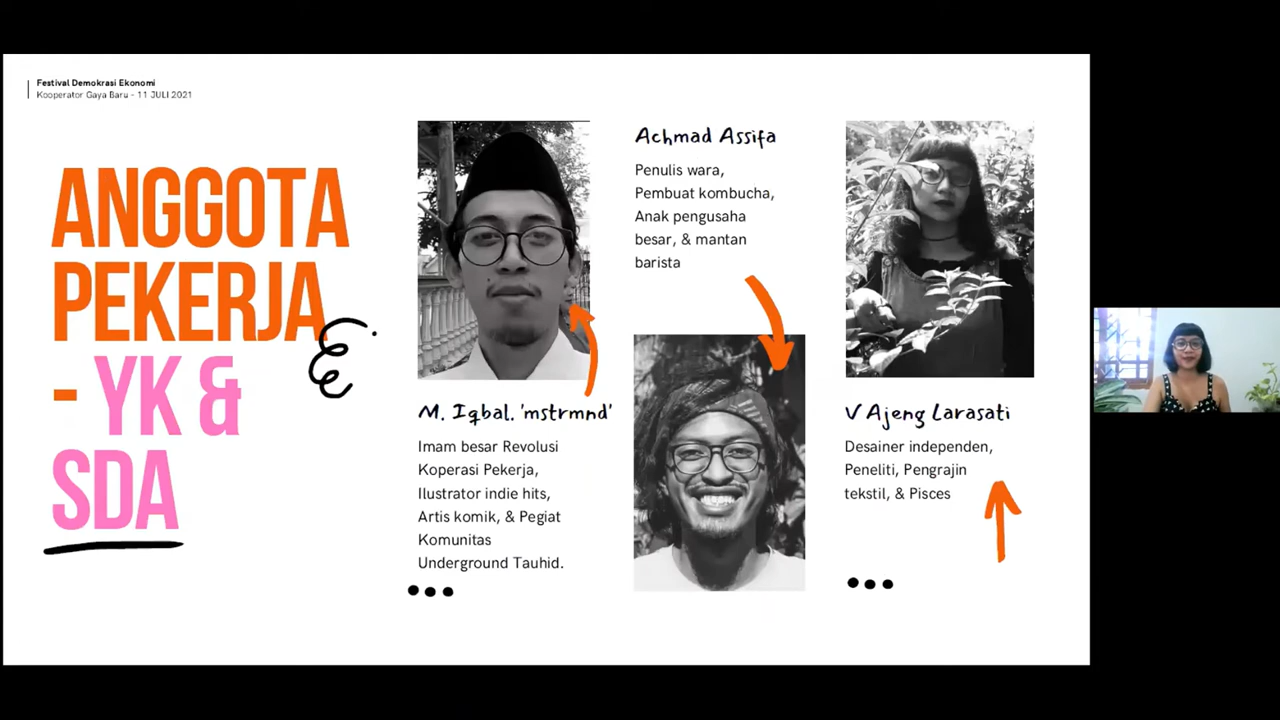 Festival Demokrasi Ekonomi
Kooperator Gaya Baru - 11 JULI 2021
ANGGOTA
PEKERJA
- YK &
SDA
M. Iqbal. 'mstrmnd'
Imam besar Revolusi
Koperasi Pekerja,
Ilustrator indie hits,
Artis komik, & Pegiat
Komunitas
Underground Tauhid.
Achmad Assifa
Penulis wara,
Pembuat kombucha,
Anak pengusaha
besar, & mantan
barista
V Ajeng Larasati
Desainer independen,
Peneliti, Pengrajin
tekstil, & Pisces